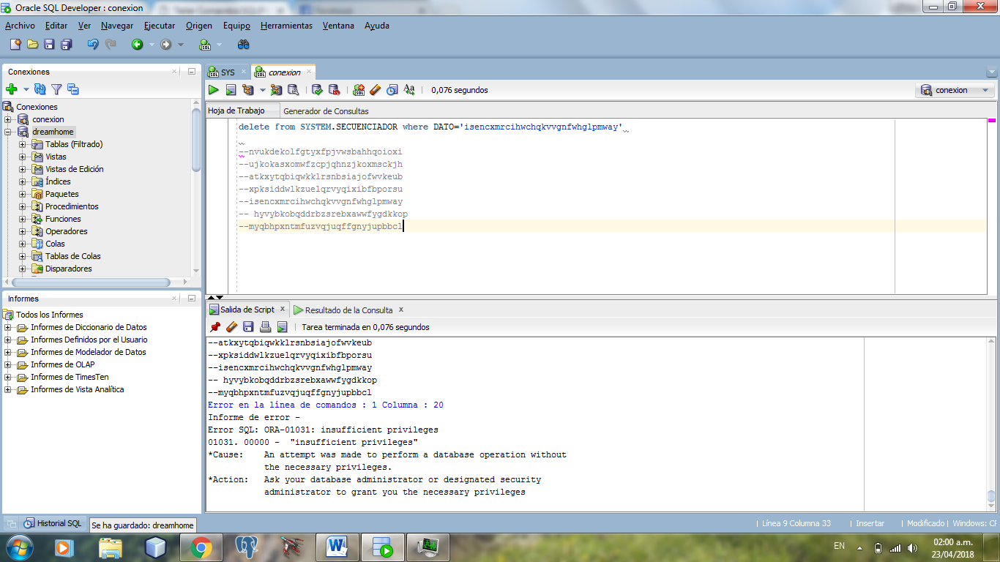 Oracle SQL Developer : conexion
Archivo Editar Ver Navegar Ejecutar Origen Equipo Herramientas Ventana Ayuda
Conexiones
Conexiones
conexion
dreamhome
Tablas (Filtrado)
Vistas
Vistas de Edición
Índices
Paquetes
Procedimientos
Funciones
Operadores
Colas
Tablas de Colas
Disparadores
Informes
Todos los Informes
Informes de Diccionario de Datos
Informes Definidos por el Usuario
Informes de Modelador de Datos
Informes de OLAP
Informes de TimesTen
Informes de Vista Analítica
SYS conexion
0,076 segundos
conexion
Hoja de Trabajo Generador de Consultas
delete from SYSTEM.SECUENCIADOR where DATO='isencxmrcihwchqkvvgnfwhglpmway'
--nvukdekolfgtyxfpjvwsbahhqoioxi
--ujkokasxomwfzcpjqhnzjkoxmsckjh
--atkxytqbiqwkklrsnbsiajofwvkeub
--xpksiddwlkzuelqrvyqixibfbporsu
--isencxmrcihwchqkvvgnfwhglpmway
-- hyvybkobqddrbzsrebxawwfygdkkop
--myqbhpxntmfuzvqjuqffgnyjupbbcl
Salida de Script Resultado de la Consulta
Tarea terminada en 0,076 segundos
--atkxytqbiqwkklrsnbsiajofwvkeub
--xpksiddwlkzuelqrvyqixibfbporsu
--isencxmrcihwchqkvvgnfwhglpmway
-- hyvybkobqddrbzsrebxawwfygdkkop
--myqbhpxntmfuzvqjuqffgnyjupbbcl
Error en la línea de comandos : 1 Columna : 20
Informe de error -
Error SQL: ORA-01031: insufficient privileges
01031. 00000 - "insufficient privileges"
*Cause: An attempt was made to perform a database operation without
the necessary privileges.
*Action: Ask your database administrator or designated security
administrator to grant you the necessary privileges
Historial SQL
Se ha guardado: dreamhome
Línea 9 Columna 33
Insertar
Modificado
Windows: CF
EN
02:00 a.m.
23/04/2018